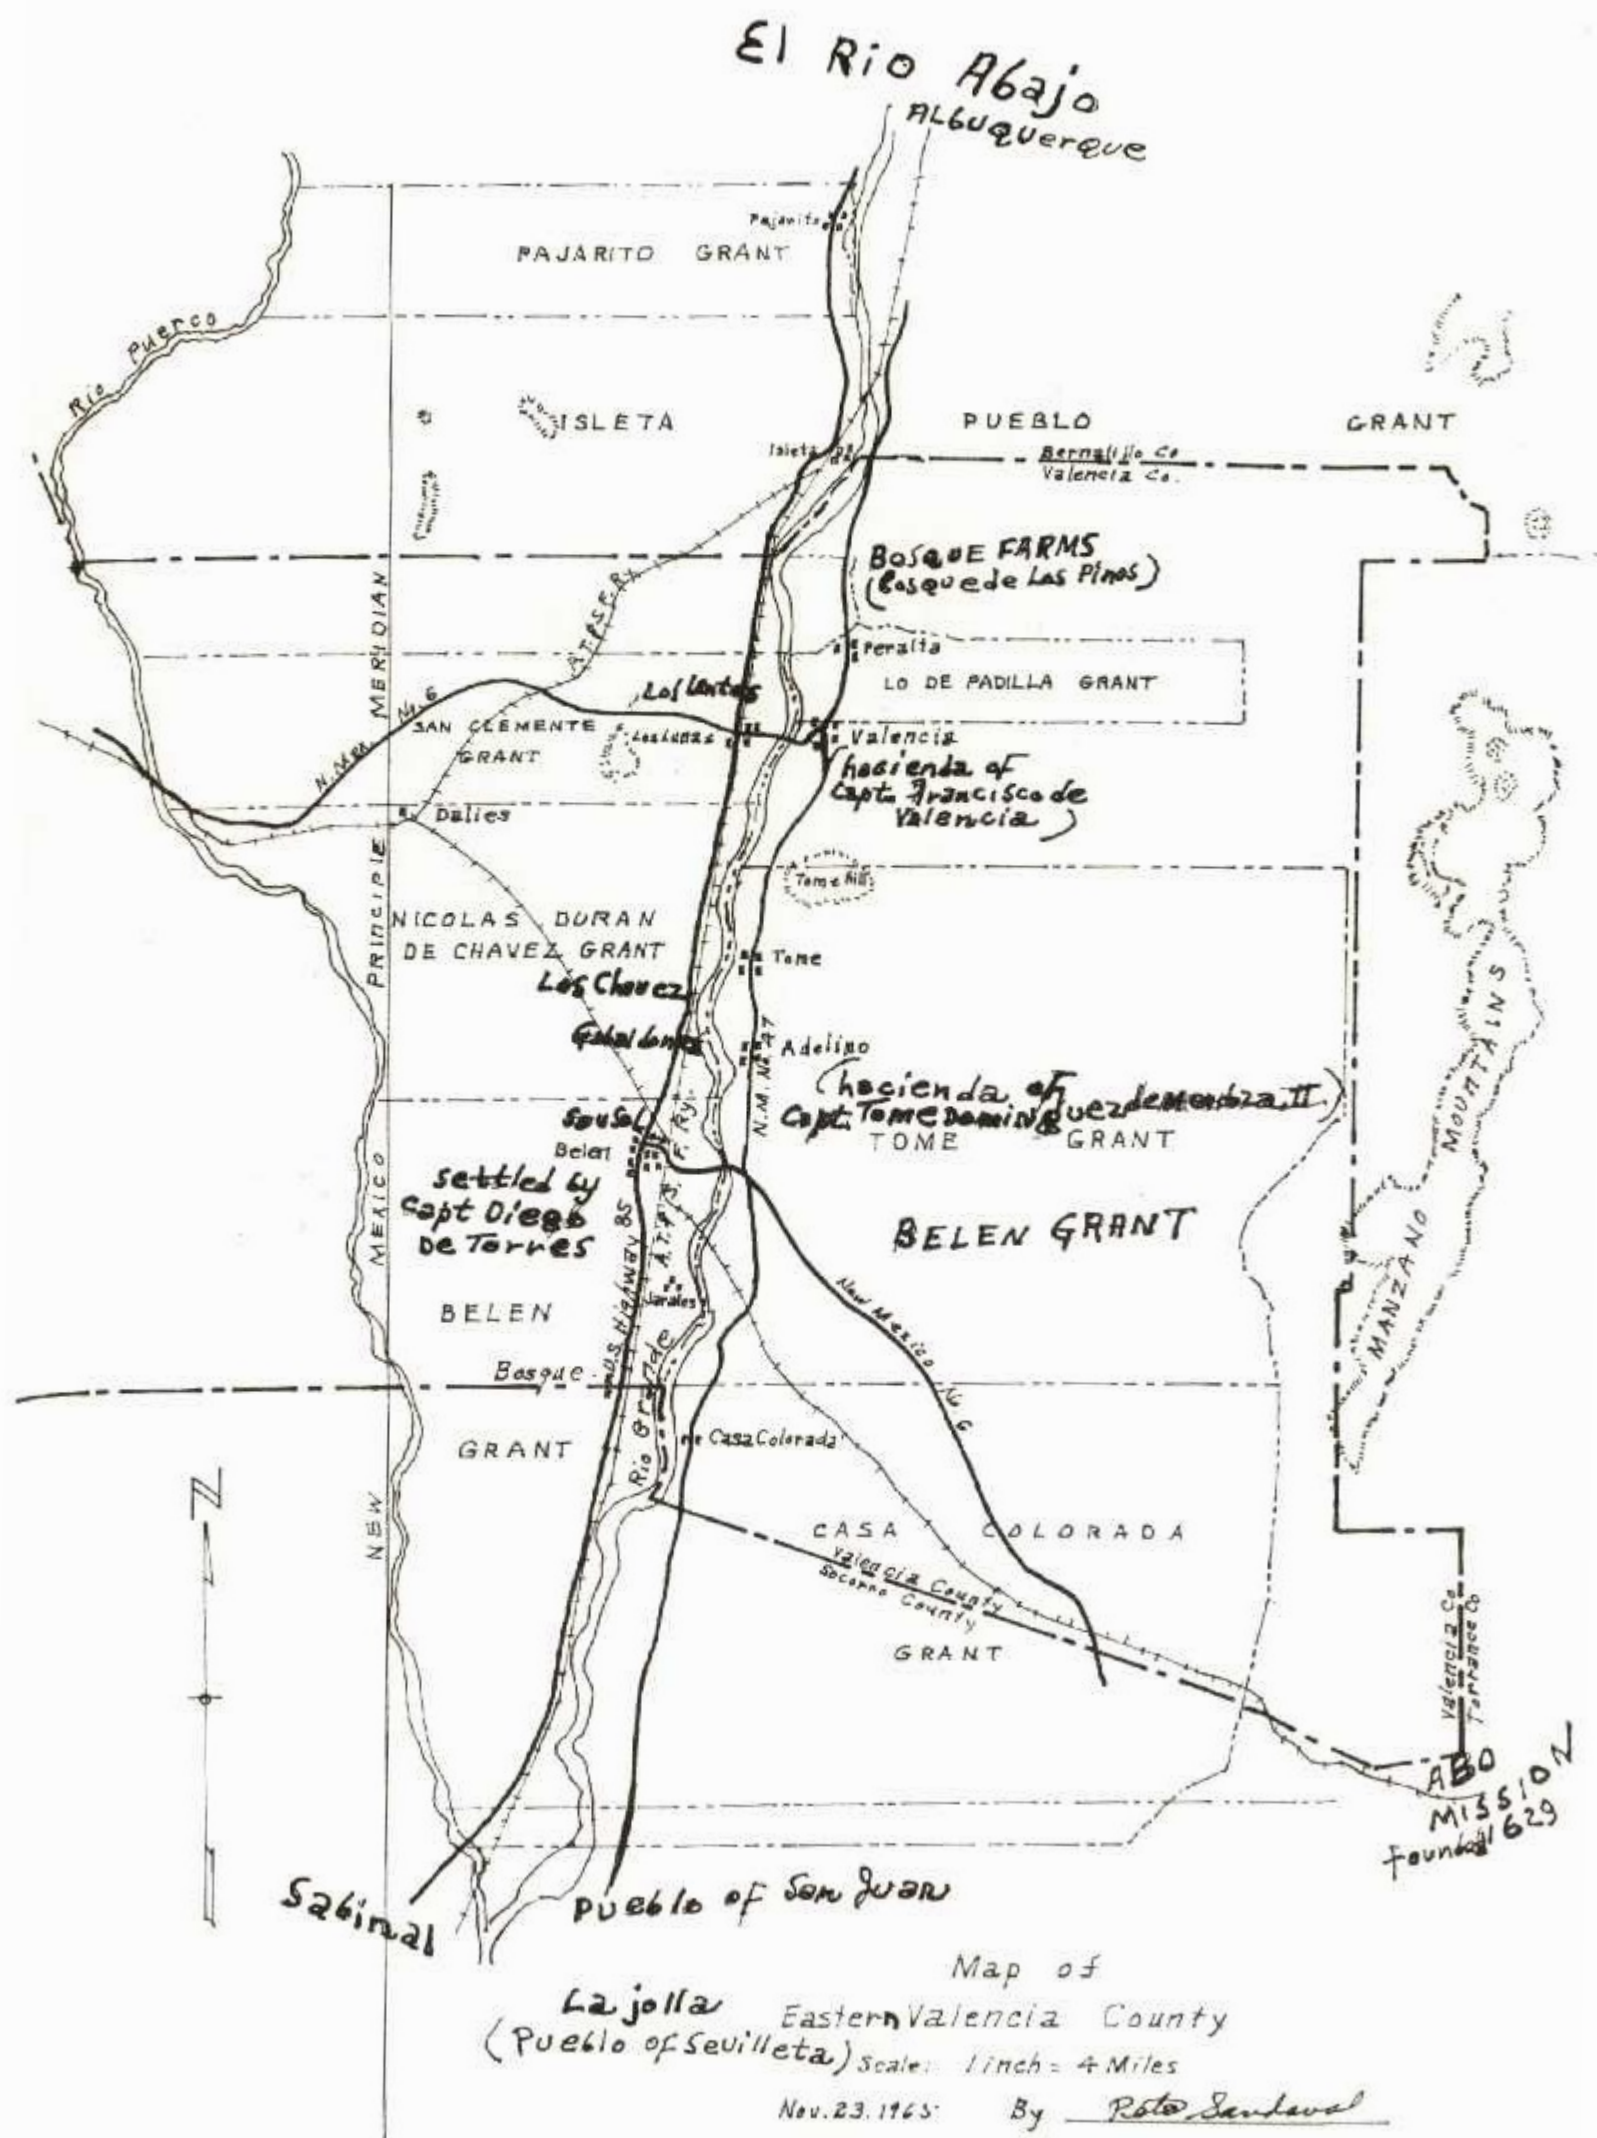 El Rio Abajo
ALbuquerque
Pajarito
PAJARITO GRANT
Rio Puerco
ISLETA PUEBLO GRANT
Isleta
Bernalillo Co
Valencia Co.
BOSQUE FARMS
(Bosque de Los Pinos)
A.T.&S.F.Ry.
Peralta
LO DE PADILLA GRANT
Los Lentes
N.M. No. 6
SAN CLEMENTE
GRANT
Los Lunas
Valencia
(hacienda of
Capt. Francisco de
Valencia)
Dalies
Tome Hill
NICOLAS DURAN
DE CHAVEZ GRANT
Tome
Los Chavez
Gabaldones
Adelino
N.M. No. 47
(hacienda of
Capt. Tome Dominguez de Mendoza II)
TOME GRANT
Sausal
Belen
settled by
Capt Diego
De Torres
BELEN GRANT
A.T.&S.F. Ry.
U.S. Highway 85
Jarales
New Mexico No. 6
MANZANO MOUNTAINS
BELEN
Bosque
GRANT
Rio Grande
Casa Colorada
NEW MEXICO PRINCIPLE MERIDIAN
N
CASA COLORADA
Valencia County
Socorro County
GRANT
Valencia Co
Torrance Co
ABO
MISSION
founded 1629
Sabinal
Pueblo of San Juan
La jolla
(Pueblo of Sevilleta)
Map of
Eastern Valencia County
Scale: 1 inch = 4 Miles
Nov. 23. 1965 By
Sandoval